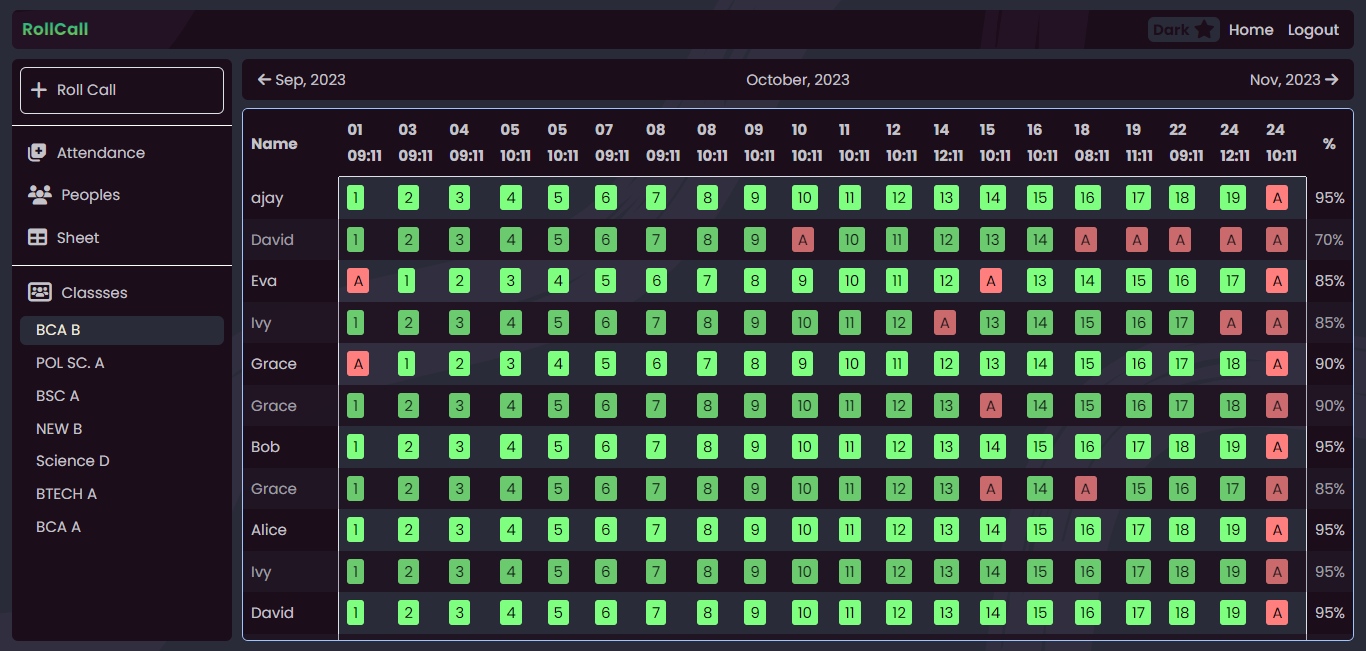 RollCall
Dark Home Logout
Roll Call
Attendance
Peoples
Sheet
Classses
BCA B
POL SC. A
BSC A
NEW B
Science D
BTECH A
BCA A
Sep, 2023 October, 2023 Nov, 2023
Name 01 03 04 05 05 07 08 08 09 10 11 12 14 15 16 18 19 22 24 24 %
09:11 09:11 09:11 10:11 10:11 09:11 09:11 10:11 10:11 10:11 10:11 10:11 12:11 10:11 10:11 08:11 11:11 09:11 12:11 10:11
ajay 1 2 3 4 5 6 7 8 9 10 11 12 13 14 15 16 17 18 19 A 95%
David 1 2 3 4 5 6 7 8 9 A 10 11 12 13 14 A A A A A 70%
Eva A 1 2 3 4 5 6 7 8 9 10 11 12 A 13 14 15 16 17 A 85%
Ivy 1 2 3 4 5 6 7 8 9 10 11 12 A 13 14 15 16 17 A A 85%
Grace A 1 2 3 4 5 6 7 8 9 10 11 12 13 14 15 16 17 18 A 90%
Grace 1 2 3 4 5 6 7 8 9 10 11 12 13 A 14 15 16 17 18 A 90%
Bob 1 2 3 4 5 6 7 8 9 10 11 12 13 14 15 16 17 18 19 A 95%
Grace 1 2 3 4 5 6 7 8 9 10 11 12 13 A 14 A 15 16 17 A 85%
Alice 1 2 3 4 5 6 7 8 9 10 11 12 13 14 15 16 17 18 19 A 95%
Ivy 1 2 3 4 5 6 7 8 9 10 11 12 13 14 15 16 17 18 19 A 95%
David 1 2 3 4 5 6 7 8 9 10 11 12 13 14 15 16 17 18 19 A 95%